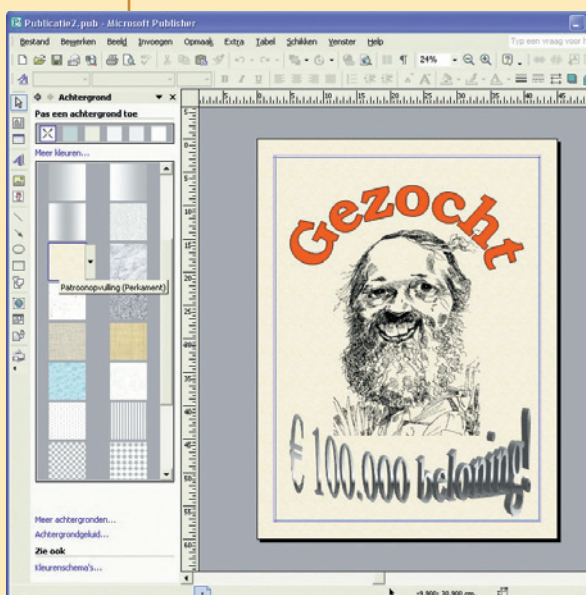 Publicatie2.pub - Microsoft Publisher
Bestand Bewerken Beeld Invoegen Opmaak Extra Tabel Schikken Venster Help
Typ een vraag voor h
24%
Achtergrond
Pas een achtergrond toe
Meer kleuren...
Patroonopvulling (Perkament)
Meer achtergronden...
Achtergrondgeluid...
Zie ook
Kleurenschema's...
Gezocht
€ 100.000 beloning!